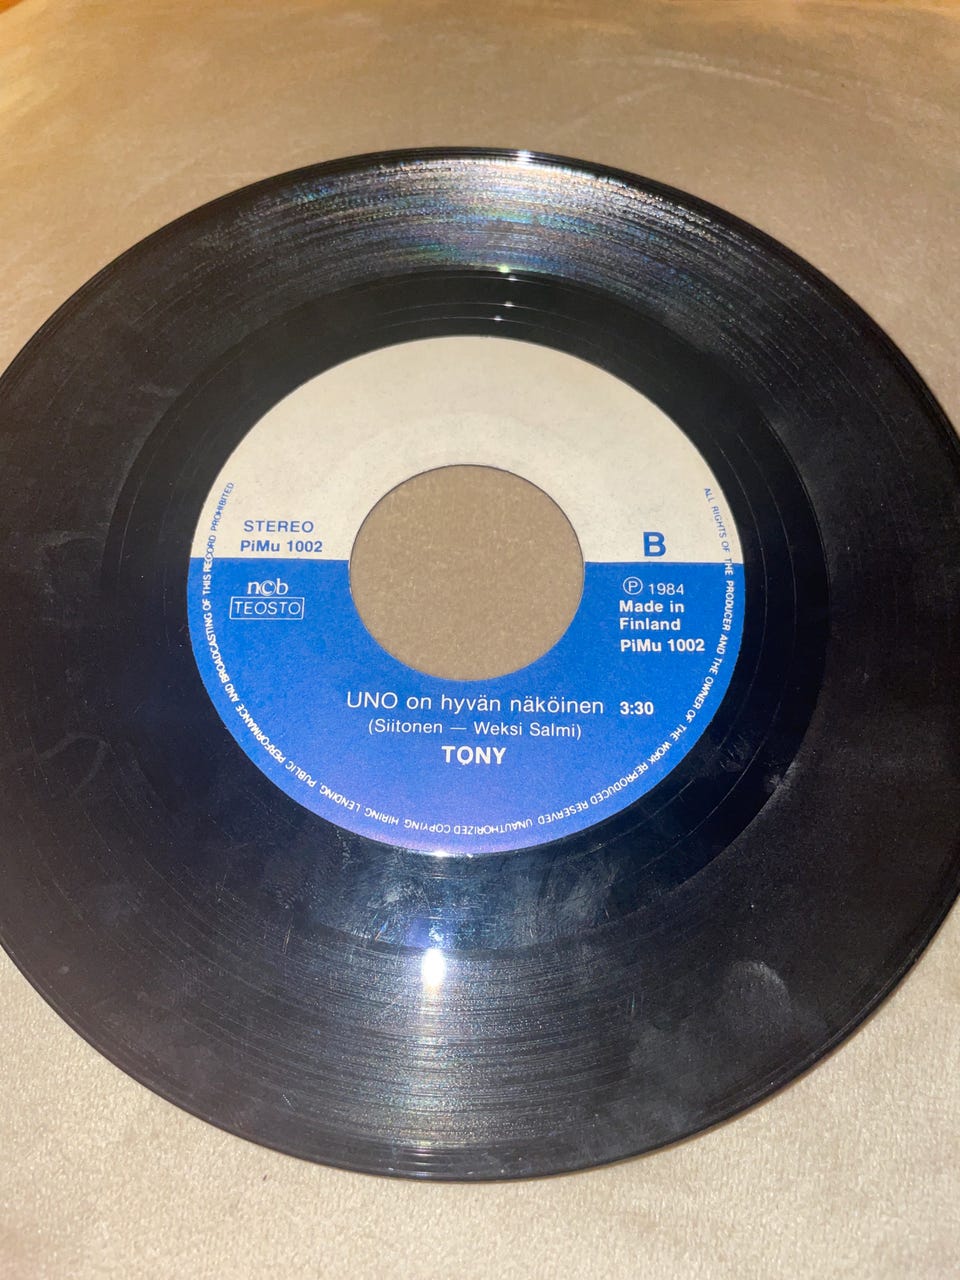 STEREO
PiMu 1002
B
ncb
TEOSTO
Ⓟ 1984
Made in
Finland
PiMu 1002
UNO on hyvän näköinen 3:30
(Siitonen — Weksi Salmi)
TONY
ALL RIGHTS OF THE PRODUCER AND THE OWNER OF THE WORK REPRODUCED RESERVED UNAUTHORIZED COPYING HIRING LENDING PUBLIC PERFORMANCE AND BROADCASTING OF THIS RECORD PROHIBITED